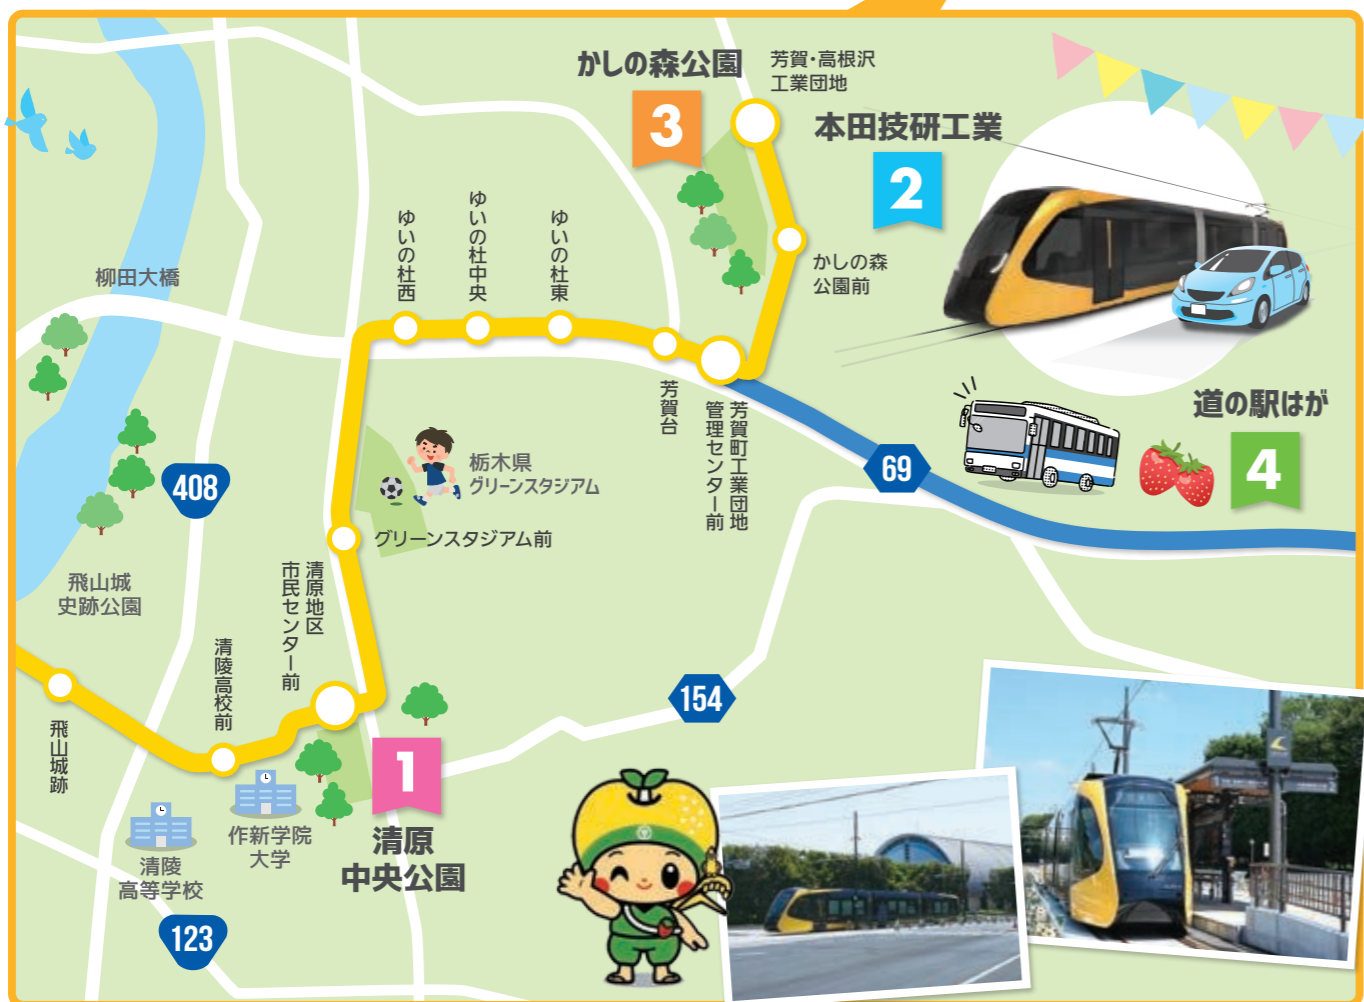 かしの森公園
3
芳賀・高根沢
工業団地
本田技研工業
2
かしの森
公園前
ゆいの杜西
ゆいの杜中央
ゆいの杜東
柳田大橋
芳賀台
芳賀町工業団地
管理センター前
69
道の駅はが
4
栃木県
グリーンスタジアム
グリーンスタジアム前
408
飛山城
史跡公園
清原地区
市民センター前
清陵高校前
飛山城跡
154
1
清原
中央公園
作新学院
大学
清陵
高等学校
123